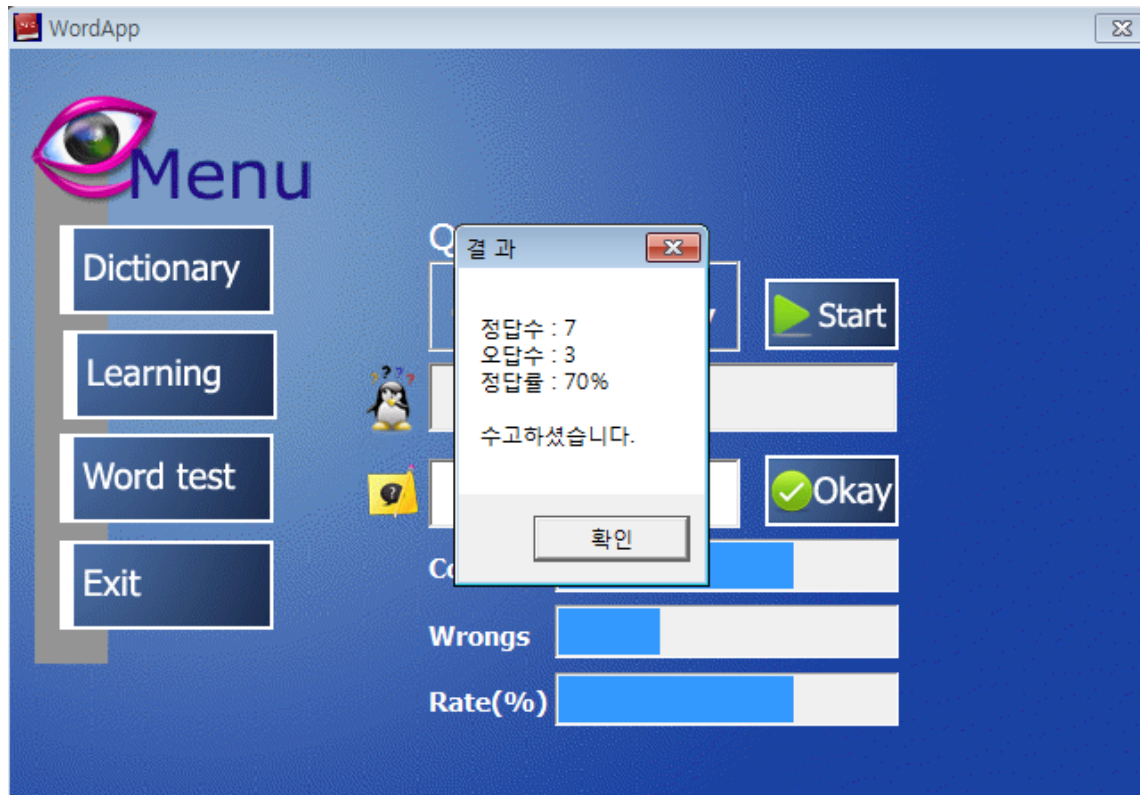 WordApp
Menu
Dictionary
Learning
Word test
Exit
Start
Okay
Wrongs
Rate(%)
결 과
정답수 : 7
오답수 : 3
정답률 : 70%
수고하셨습니다.
확인